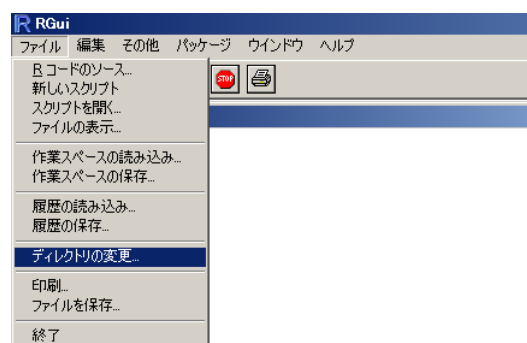 RGui
ファイル 編集 その他 パッケージ ウインドウ ヘルプ
R コードのソース...
新しいスクリプト
スクリプトを開く...
ファイルの表示...
STOP
作業スペースの読み込み...
作業スペースの保存...
履歴の読み込み...
履歴の保存...
ディレクトリの変更...
印刷...
ファイルを保存...
終了